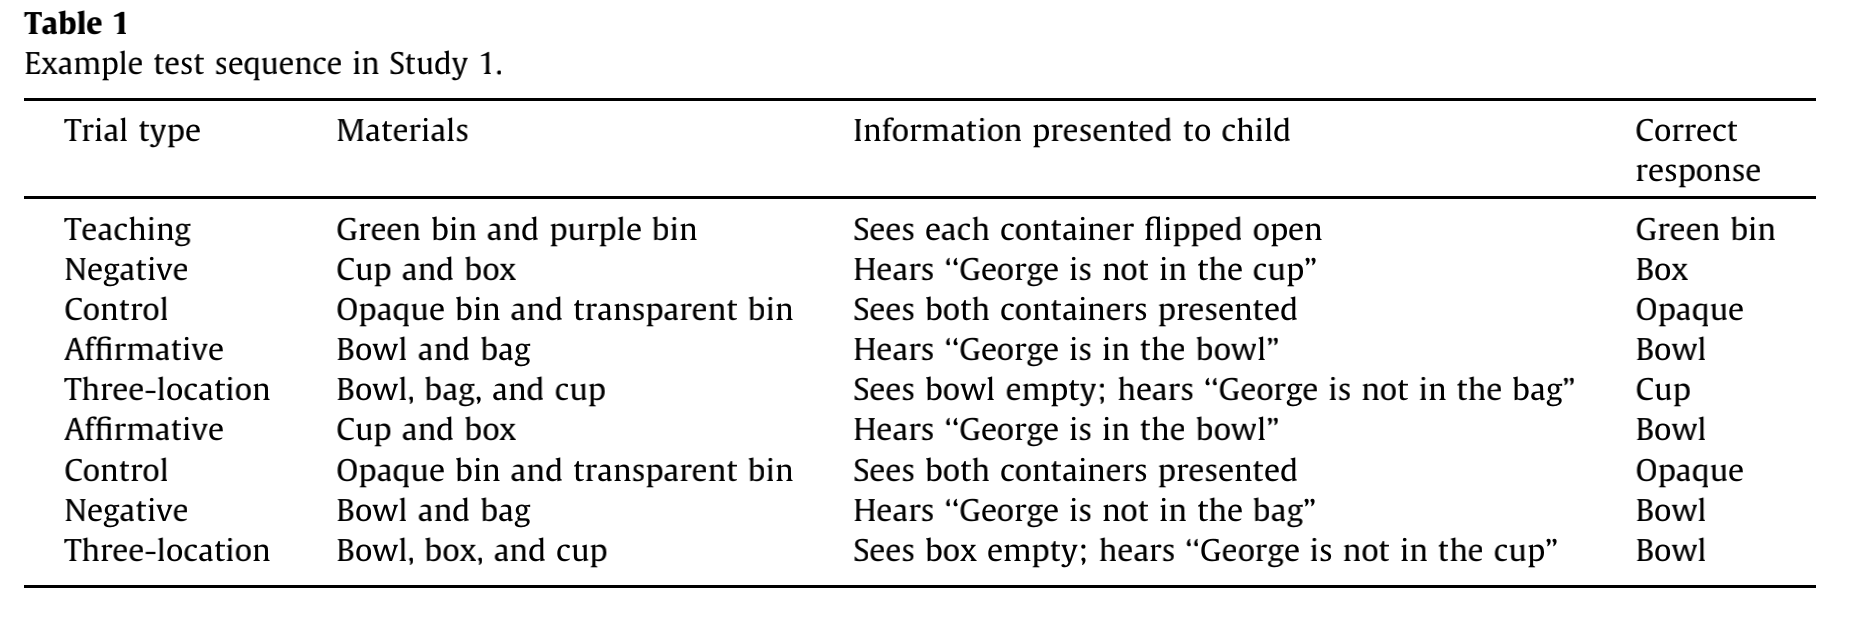 Table 1
Example test sequence in Study 1.
Trial type Materials Information presented to child Correct response
Teaching Green bin and purple bin Sees each container flipped open Green bin
Negative Cup and box Hears “George is not in the cup” Box
Control Opaque bin and transparent bin Sees both containers presented Opaque
Affirmative Bowl and bag Hears “George is in the bowl” Bowl
Three-location Bowl, bag, and cup Sees bowl empty; hears “George is not in the bag” Cup
Affirmative Cup and box Hears “George is in the bowl” Bowl
Control Opaque bin and transparent bin Sees both containers presented Opaque
Negative Bowl and bag Hears “George is not in the bag” Bowl
Three-location Bowl, box, and cup Sees box empty; hears “George is not in the cup” Bowl